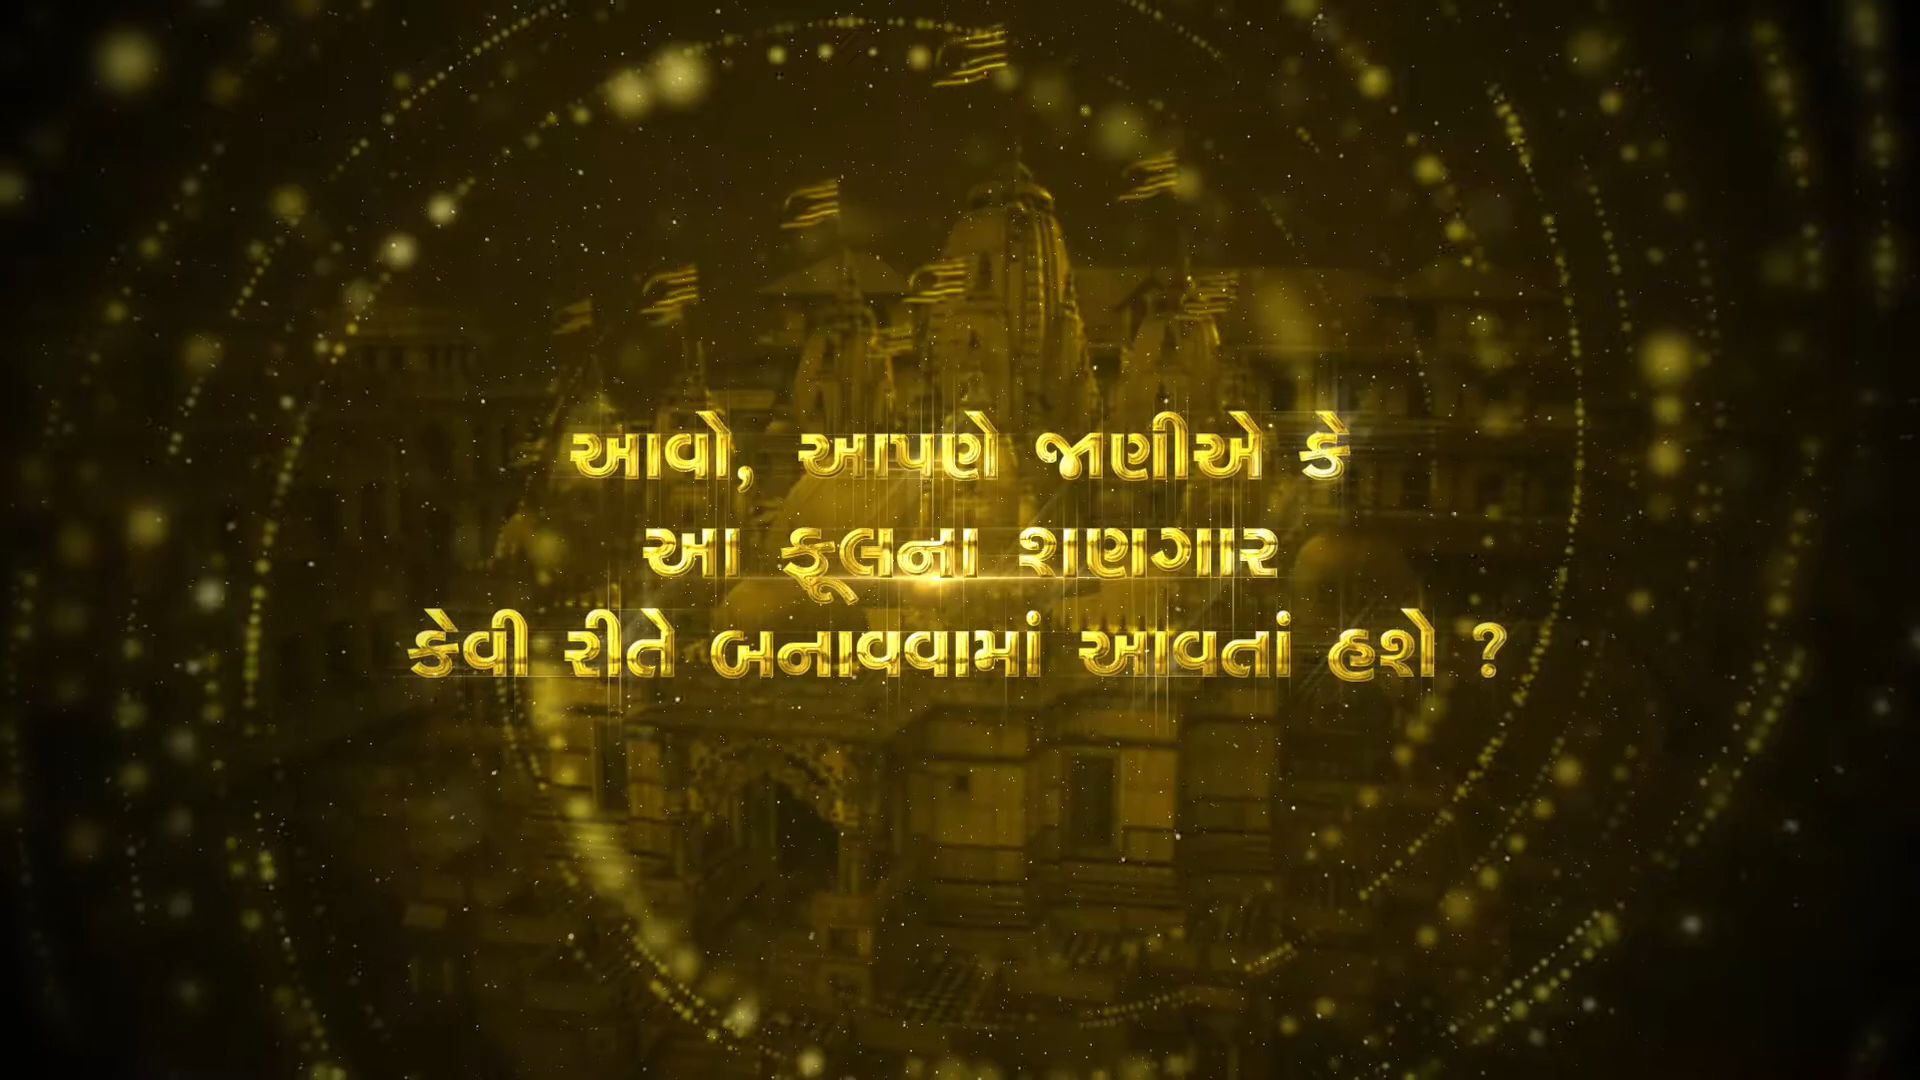 આવો, આપણે જાણીએ કે
આ ફૂલના શણગાર
કેવી રીતે બનાવવામાં આવતાં હશે ?